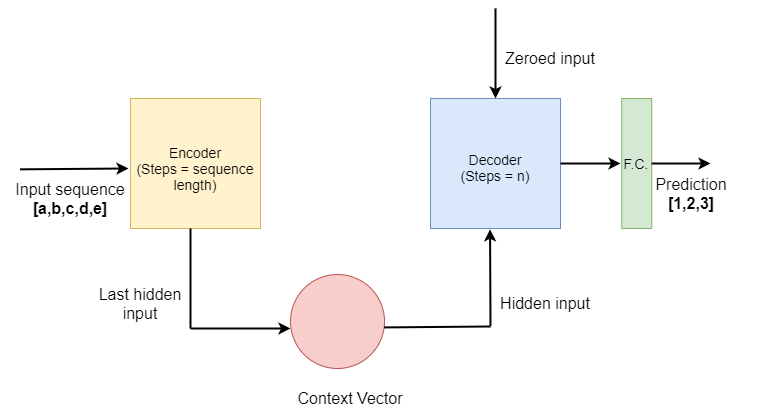 Zeroed input
Encoder
(Steps = sequence
length)
Decoder
(Steps = n)
F.C.
Input sequence
[a,b,c,d,e]
Prediction
[1,2,3]
Last hidden
input
Hidden input
Context Vector